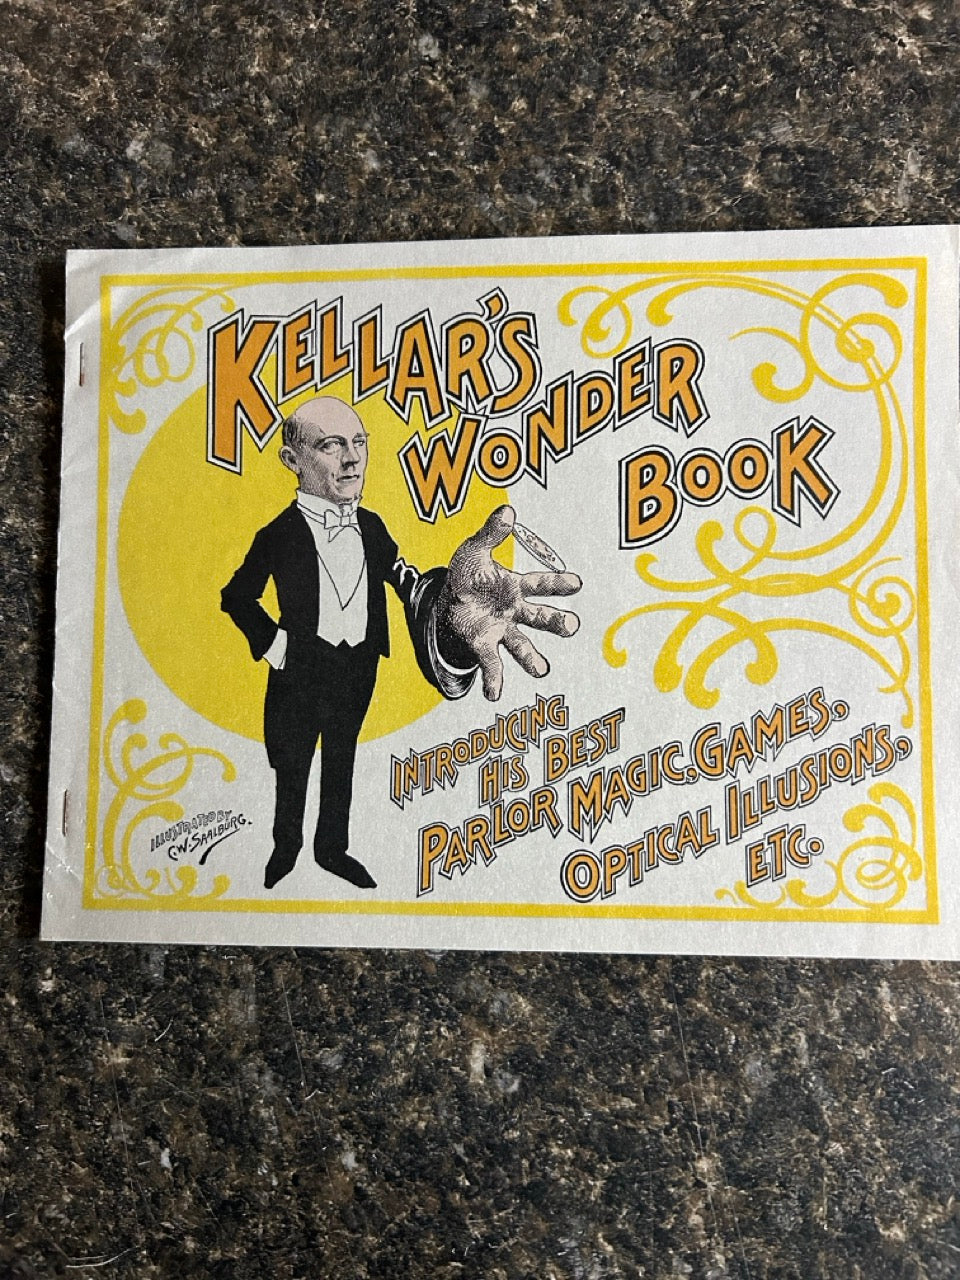 KELLAR'S
WONDER
BOOK
INTRODUCING
HIS BEST
PARLOR MAGIC, GAMES,
OPTICAL ILLUSIONS,
ETC.
ILLUSTRATED BY
C.W. SAALBURG.